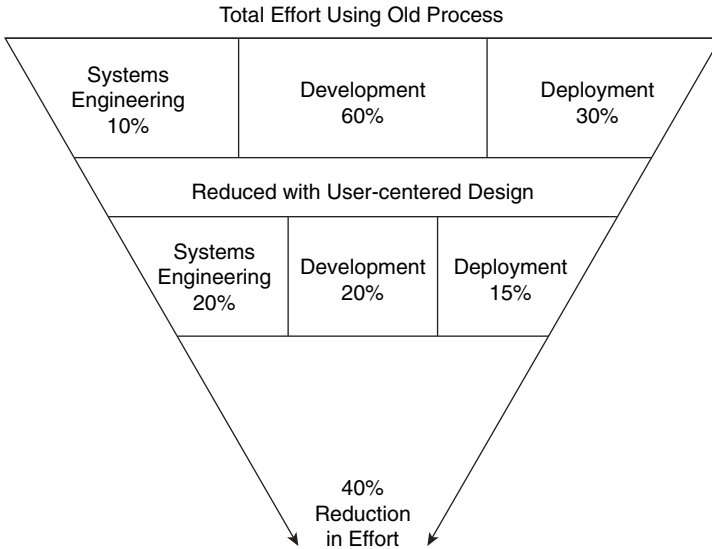 Total Effort Using Old Process
Systems
Engineering
10%
Development
60%
Deployment
30%
Reduced with User-centered Design
Systems
Engineering
20%
Development
20%
Deployment
15%
40%
Reduction
in Effort